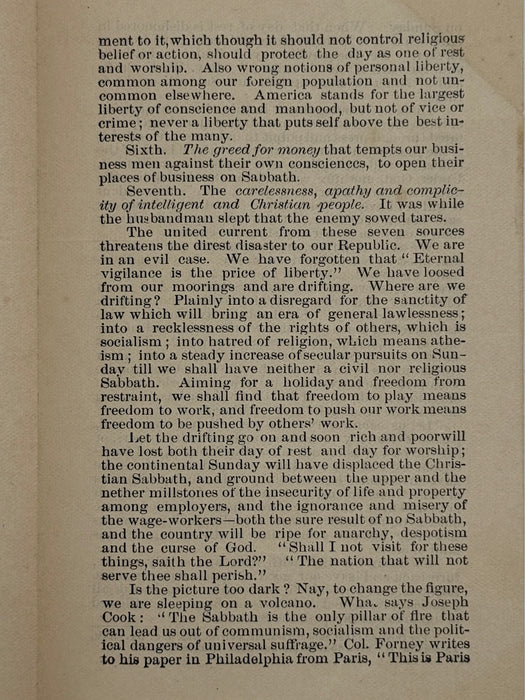 ment to it, which though it should not control religious
belief or action, should protect the day as one of rest
and worship. Also wrong notions of personal liberty,
common among our foreign population and not un-
common elsewhere. America stands for the largest
liberty of conscience and manhood, but not of vice or
crime; never a liberty that puts self above the best in-
terests of the many.
Sixth. The greed for money that tempts our busi-
ness men against their own consciences, to open their
places of business on Sabbath.
Seventh. The carelessness, apathy and complic-
ity of intelligent and Christian people. It was while
the husbandman slept that the enemy sowed tares.
The united current from these seven sources
threatens the direst disaster to our Republic. We are
in an evil case. We have forgotten that "Eternal
vigilance is the price of liberty." We have loosed
from our moorings and are drifting. Where are we
drifting? Plainly into a disregard for the sanctity of
law which will bring an era of general lawlessness;
into a recklessness of the rights of others, which is
socialism; into hatred of religion, which means athe-
ism; into a steady increase of secular pursuits on Sun-
day till we shall have neither a civil nor religious
Sabbath. Aiming for a holiday and freedom from
restraint, we shall find that freedom to play means
freedom to work, and freedom to push our work means
freedom to be pushed by others' work.
Let the drifting go on and soon rich and poor will
have lost both their day of rest and day for worship;
the continental Sunday will have displaced the Chris-
tian Sabbath, and ground between the upper and the
nether millstones of the insecurity of life and property
among employers, and the ignorance and misery of
the wage-workers—both the sure result of no Sabbath,
and the country will be ripe for anarchy, despotism
and the curse of God. "Shall I not visit for these
things, saith the Lord?" "The nation that will not
serve thee shall perish."
Is the picture too dark? Nay, to change the figure,
we are sleeping on a volcano. What says Joseph
Cook: "The Sabbath is the only pillar of fire that
can lead us out of communism, socialism and the polit-
ical dangers of universal suffrage." Col. Forney writes
to his paper in Philadelphia from Paris, "This is Paris